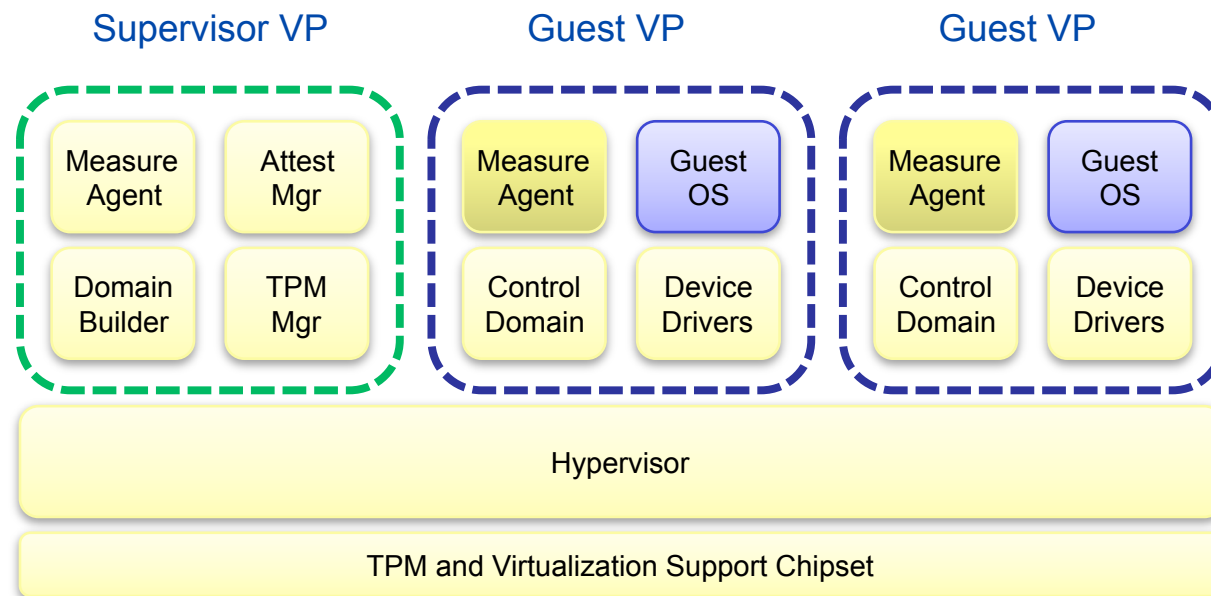 Supervisor VP
Guest VP
Guest VP
Measure
Agent
Attest
Mgr
Domain
Builder
TPM
Mgr
Measure
Agent
Guest
OS
Control
Domain
Device
Drivers
Measure
Agent
Guest
OS
Control
Domain
Device
Drivers
Hypervisor
TPM and Virtualization Support Chipset